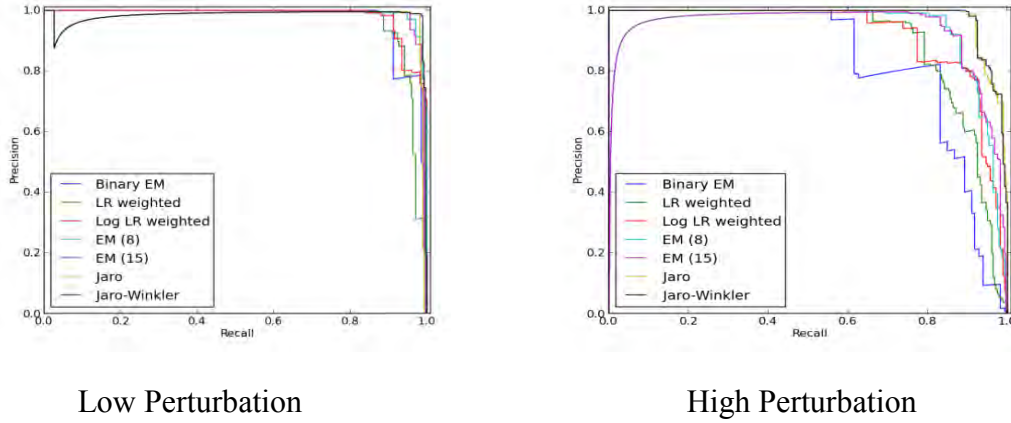 1.0
0.8
0.6
0.4
0.2
0.0
Precision
Binary EM
LR weighted
Log LR weighted
EM (8)
EM (15)
Jaro
Jaro-Winkler
0.0 0.2 0.4 0.6 0.8 1.0
Recall
Low Perturbation
1.0
0.8
0.6
0.4
0.2
0.0
Precision
Binary EM
LR weighted
Log LR weighted
EM (8)
EM (15)
Jaro
Jaro-Winkler
0.0 0.2 0.4 0.6 0.8 1.0
Recall
High Perturbation